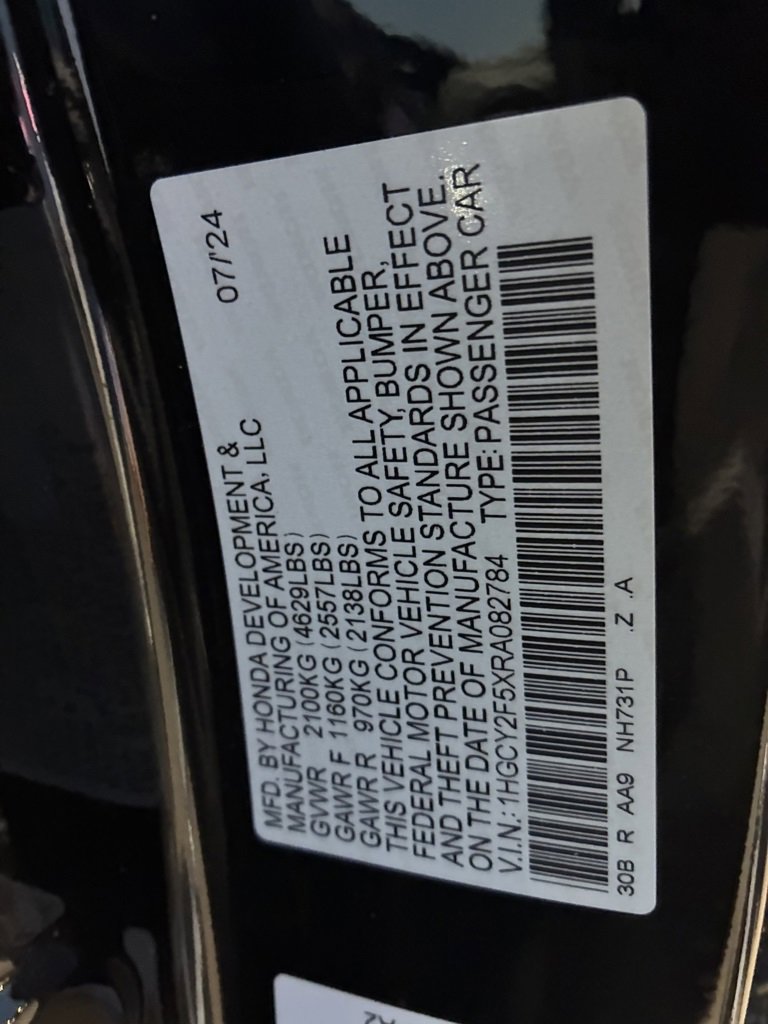 MFD. BY HONDA DEVELOPMENT & 07/'24
MANUFACTURING OF AMERICA, LLC
GVWR 2100KG (4629LBS)
GAWR F 1160KG (2557LBS)
GAWR R 970KG (2138LBS)
THIS VEHICLE CONFORMS TO ALL APPLICABLE
FEDERAL MOTOR VEHICLE SAFETY, BUMPER,
AND THEFT PREVENTION STANDARDS IN EFFECT
ON THE DATE OF MANUFACTURE SHOWN ABOVE.
V.I.N.: 1HGCY2F5XRA082784 TYPE: PASSENGER CAR
30B R AA9 NH731P .Z .A